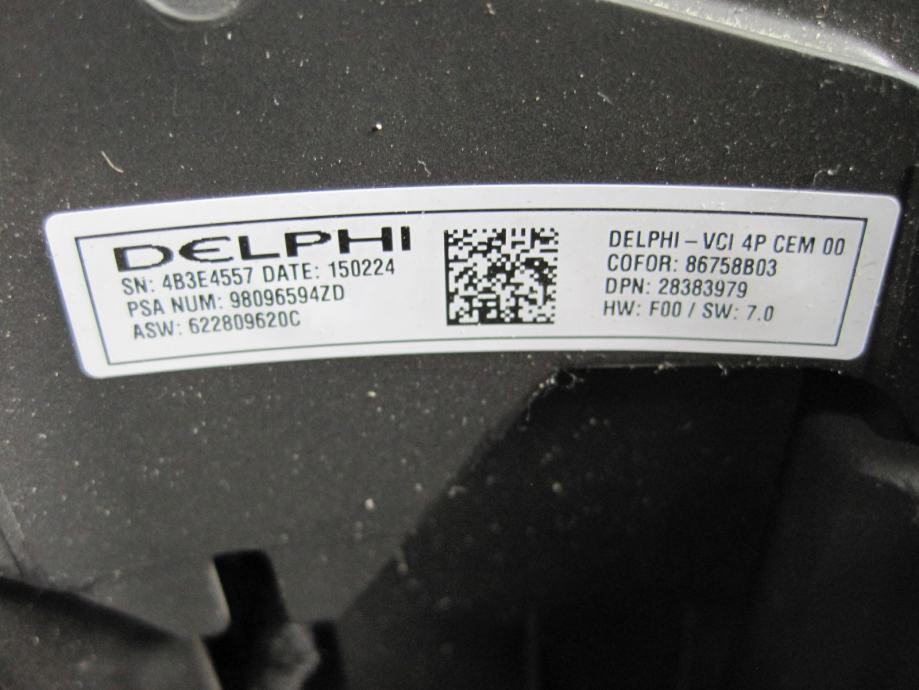 DELPHI
SN: 4B3E4557 DATE: 150224
PSA NUM: 98096594ZD
ASW: 622809620C
DELPHI – VCI 4P CEM 00
COFOR: 86758B03
DPN: 28383979
HW: F00 / SW: 7.0